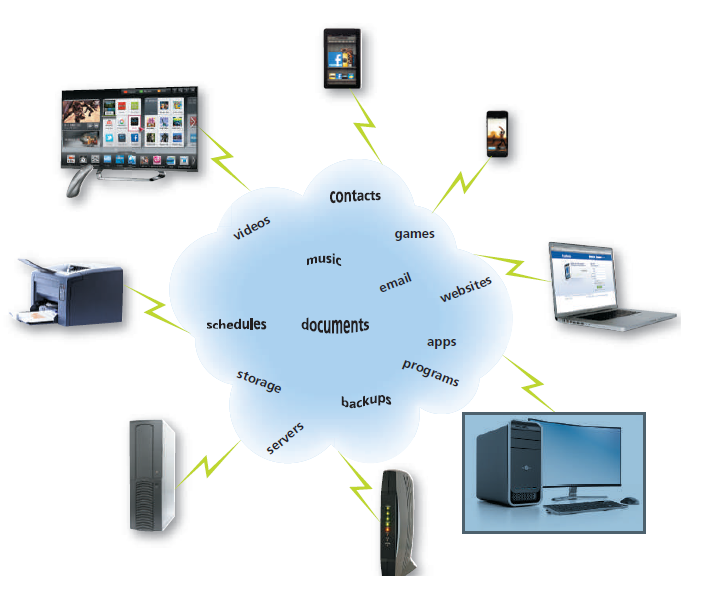 contacts
videos
games
music
email
websites
schedules
documents
apps
programs
storage
backups
servers